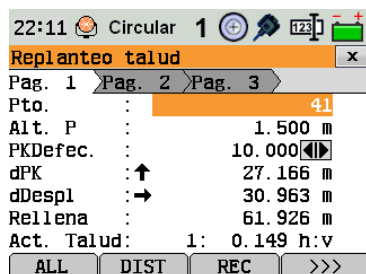 22:11 Circular 1 123
Replanteo talud x
Pag. 1 Pag. 2 Pag. 3
Pto. : 41
Alt. P : 1.500 m
PKDefec. : 10.000
dPK : 27.166 m
dDespl : 30.963 m
Rellena : 61.926 m
Act. Talud: 1: 0.149 h:v
ALL DIST REC >>>